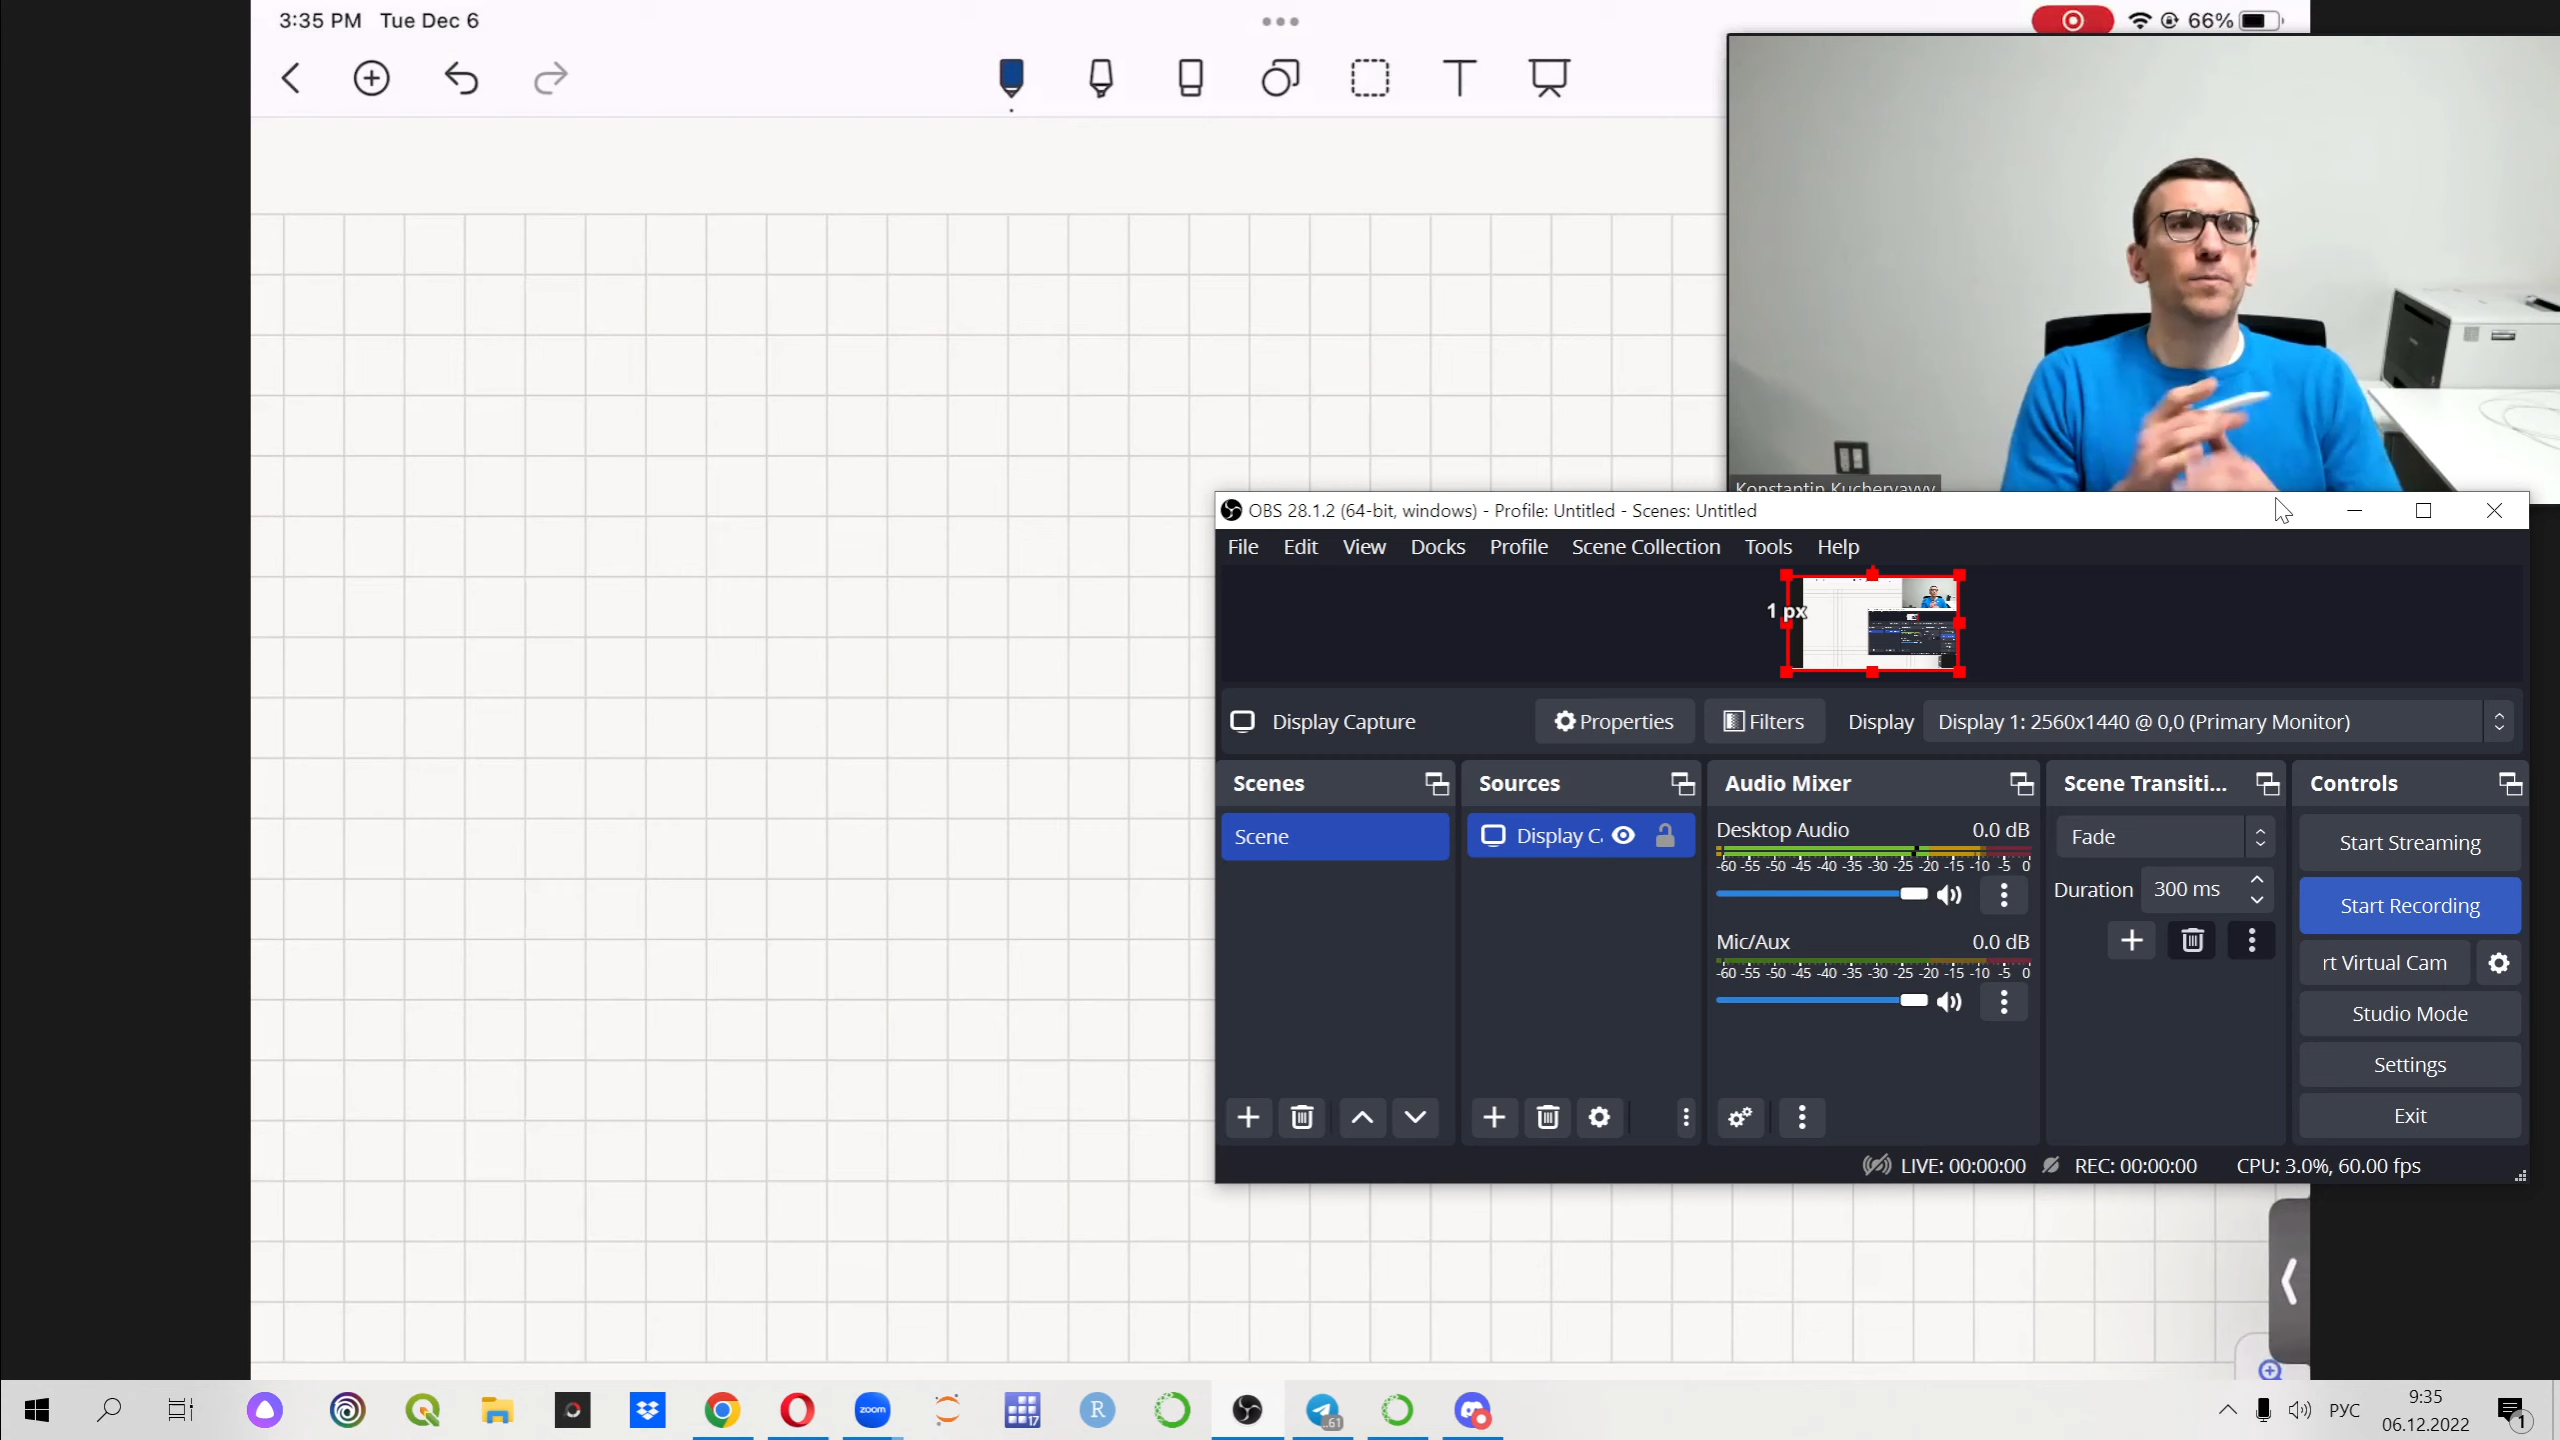 3:35 PM Tue Dec 6
66%
T
Konstantin Kucheryavyy
OBS 28.1.2 (64-bit, windows) - Profile: Untitled - Scenes: Untitled
File Edit View Docks Profile Scene Collection Tools Help
1 px
Display Capture Properties Filters Display Display 1: 2560x1440 @ 0,0 (Primary Monitor)
Scenes Sources Audio Mixer Scene Transiti... Controls
Scene
Display C
Desktop Audio 0.0 dB
-60 -55 -50 -45 -40 -35 -30 -25 -20 -15 -10 -5 0
Mic/Aux 0.0 dB
-60 -55 -50 -45 -40 -35 -30 -25 -20 -15 -10 -5 0
Fade
Duration 300 ms
Start Streaming
Start Recording
rt Virtual Cam
Studio Mode
Settings
Exit
LIVE: 00:00:00 REC: 00:00:00 CPU: 3.0%, 60.00 fps
zoom
17
R
..61
РУС
9:35
06.12.2022
1